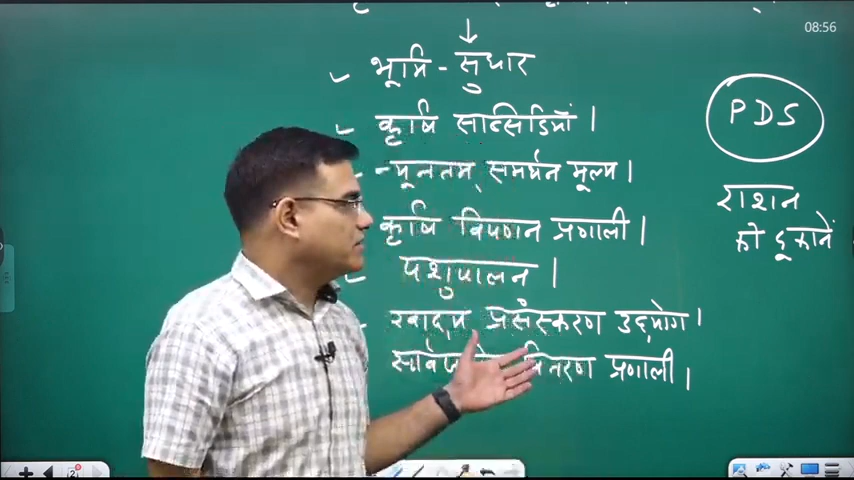 08:56
भूमि - सुधार
कृषि सब्सिडियाँ ।
न्यूनतम समर्थन मूल्य ।
कृषि विपणन प्रणाली ।
पशुपालन ।
खाद्य प्रसंस्करण उद्योग ।
वितरण प्रणाली ।
PDS
राशन
की दूकानें